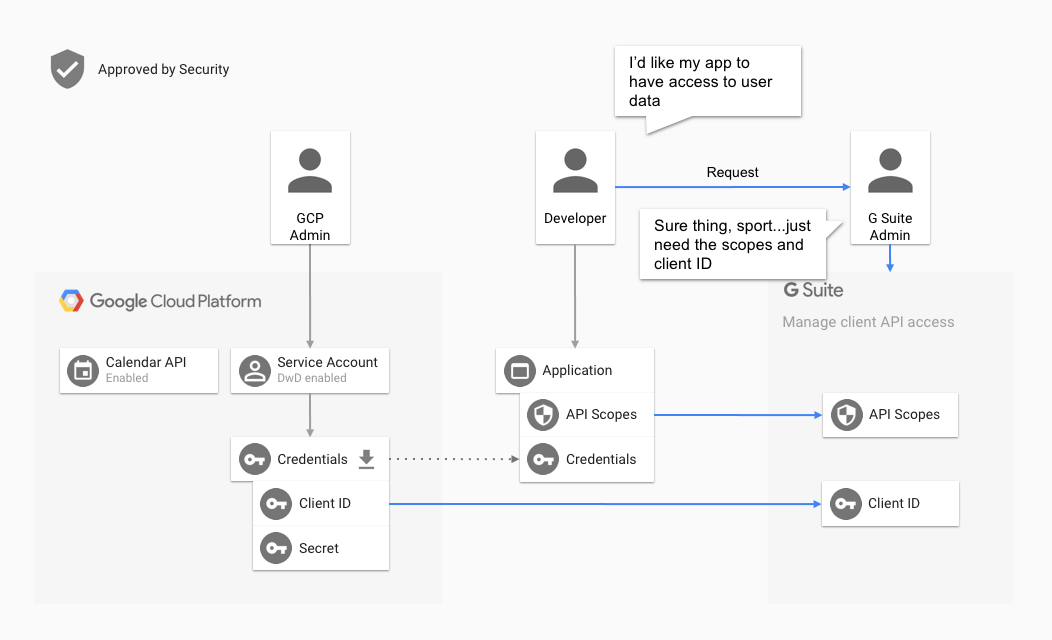 Approved by Security
I'd like my app to
have access to user
data
GCP
Admin
Developer
Request
G Suite
Admin
Sure thing, sport...just
need the scopes and
client ID
Google Cloud Platform
G Suite
Manage client API access
Calendar API
Enabled
Service Account
DwD enabled
Application
API Scopes
API Scopes
Credentials
Credentials
Client ID
Client ID
Secret